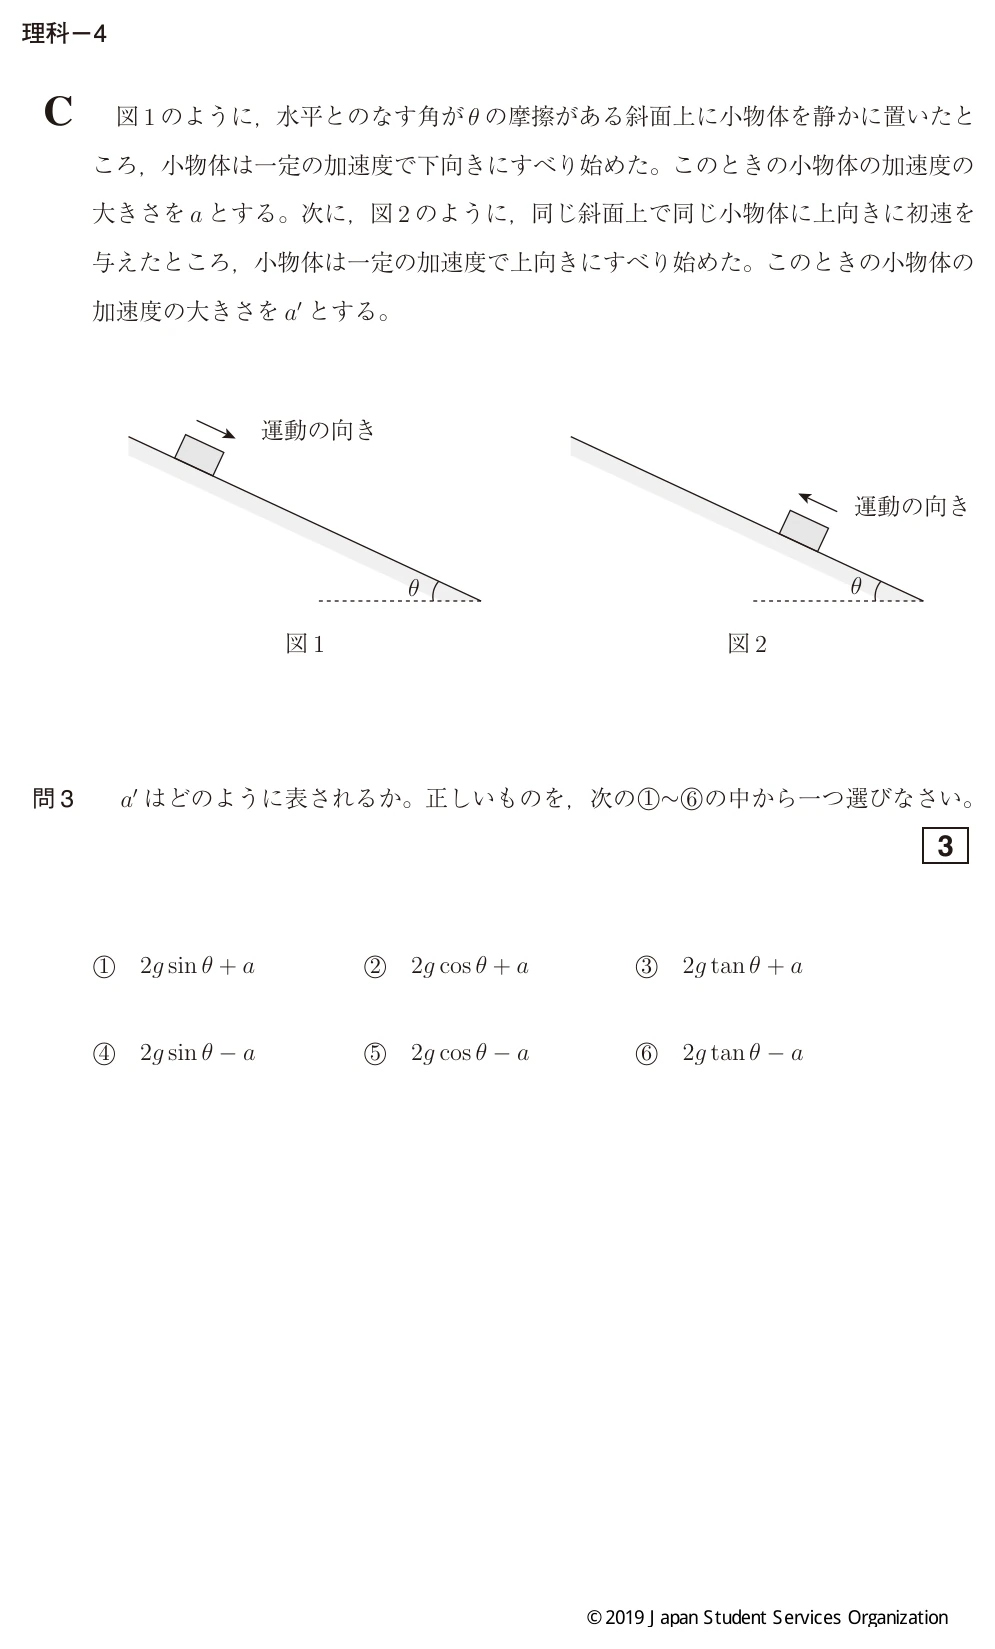 理科－4
C 図1のように，水平とのなす角がθの摩擦がある斜面上に小物体を静かに置いたと
ころ，小物体は一定の加速度で下向きにすべり始めた。このときの小物体の加速度の
大きさをaとする。次に，図2のように，同じ斜面上で同じ小物体に上向きに初速を
与えたところ，小物体は一定の加速度で上向きにすべり始めた。このときの小物体の
加速度の大きさをa′とする。
運動の向き
θ
図1
運動の向き
θ
図2
問3 a′はどのように表されるか。正しいものを，次の①～⑥の中から一つ選びなさい。
3
① 2g sin θ + a ② 2g cos θ + a ③ 2g tan θ + a
④ 2g sin θ − a ⑤ 2g cos θ − a ⑥ 2g tan θ − a
© 2019 Japan Student Services Organization